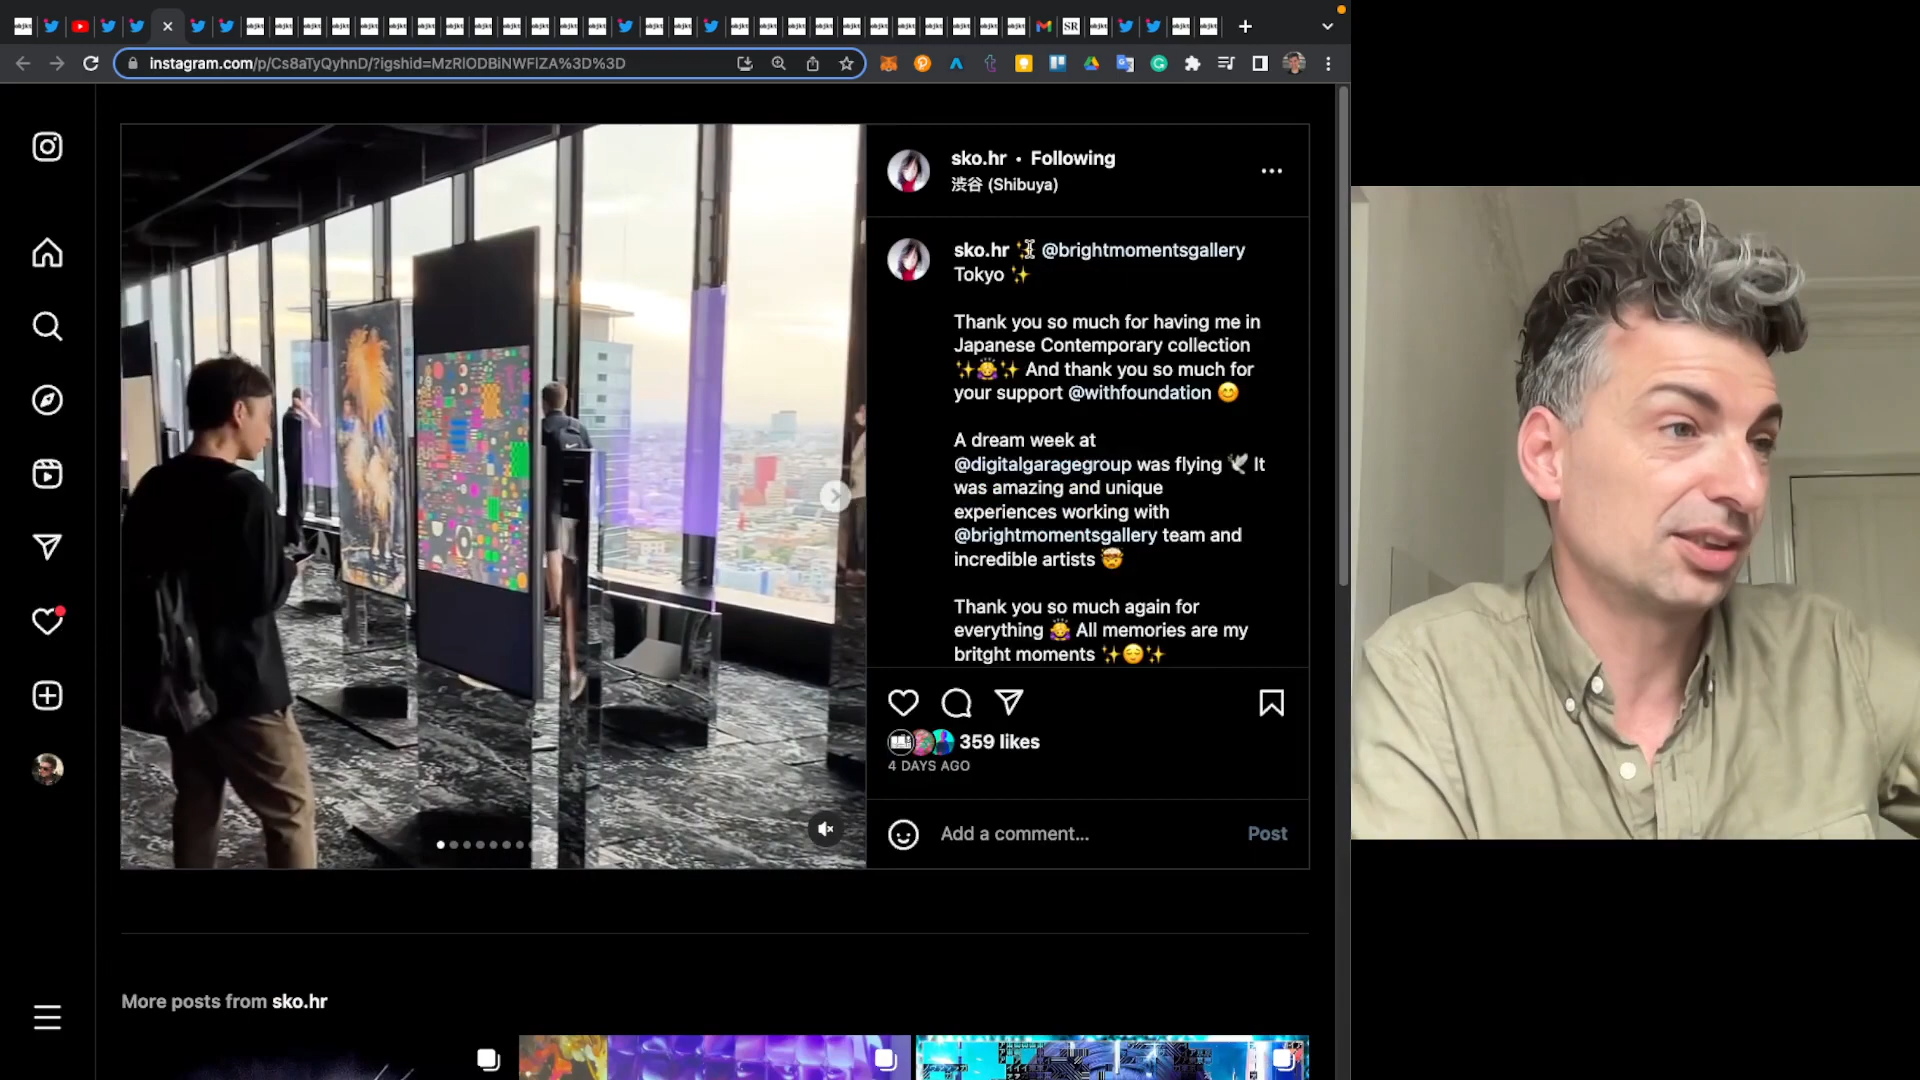 instagram.com/p/Cs8aTyQyhnD/?igshid=MzRlODBiNWFlZA%3D%3D
sko.hr • Following
渋谷 (Shibuya)
sko.hr ✨ @brightmomentsgallery
Tokyo ✨
Thank you so much for having me in
Japanese Contemporary collection
✨🙇‍♀️✨ And thank you so much for
your support @withfoundation 😊
A dream week at
@digitalgaragegroup was flying 🕊 It
was amazing and unique
experiences working with
@brightmomentsgallery team and
incredible artists 🤯
Thank you so much again for
everything 🙇‍♀️ All memories are my
britght moments ✨😌✨
359 likes
4 DAYS AGO
Add a comment... Post
More posts from sko.hr